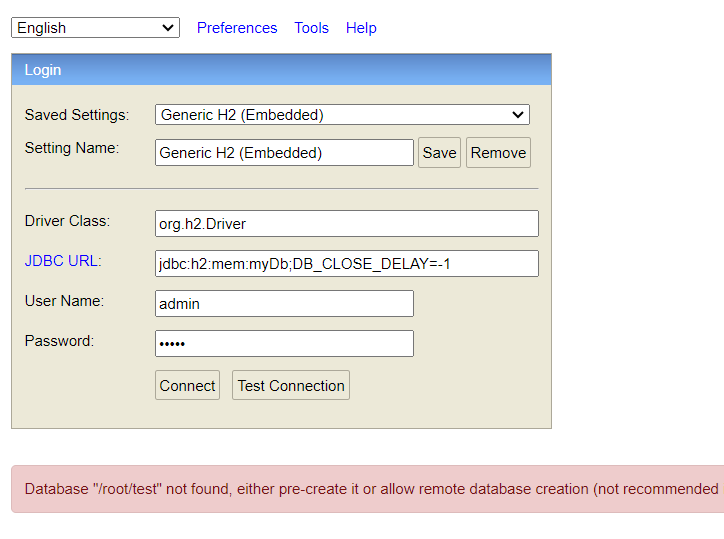 English Preferences Tools Help
Login
Saved Settings: Generic H2 (Embedded)
Setting Name: Generic H2 (Embedded) Save Remove
Driver Class: org.h2.Driver
JDBC URL: jdbc:h2:mem:myDb;DB_CLOSE_DELAY=-1
User Name: admin
Password: •••••
Connect Test Connection
Database "/root/test" not found, either pre-create it or allow remote database creation (not recommended